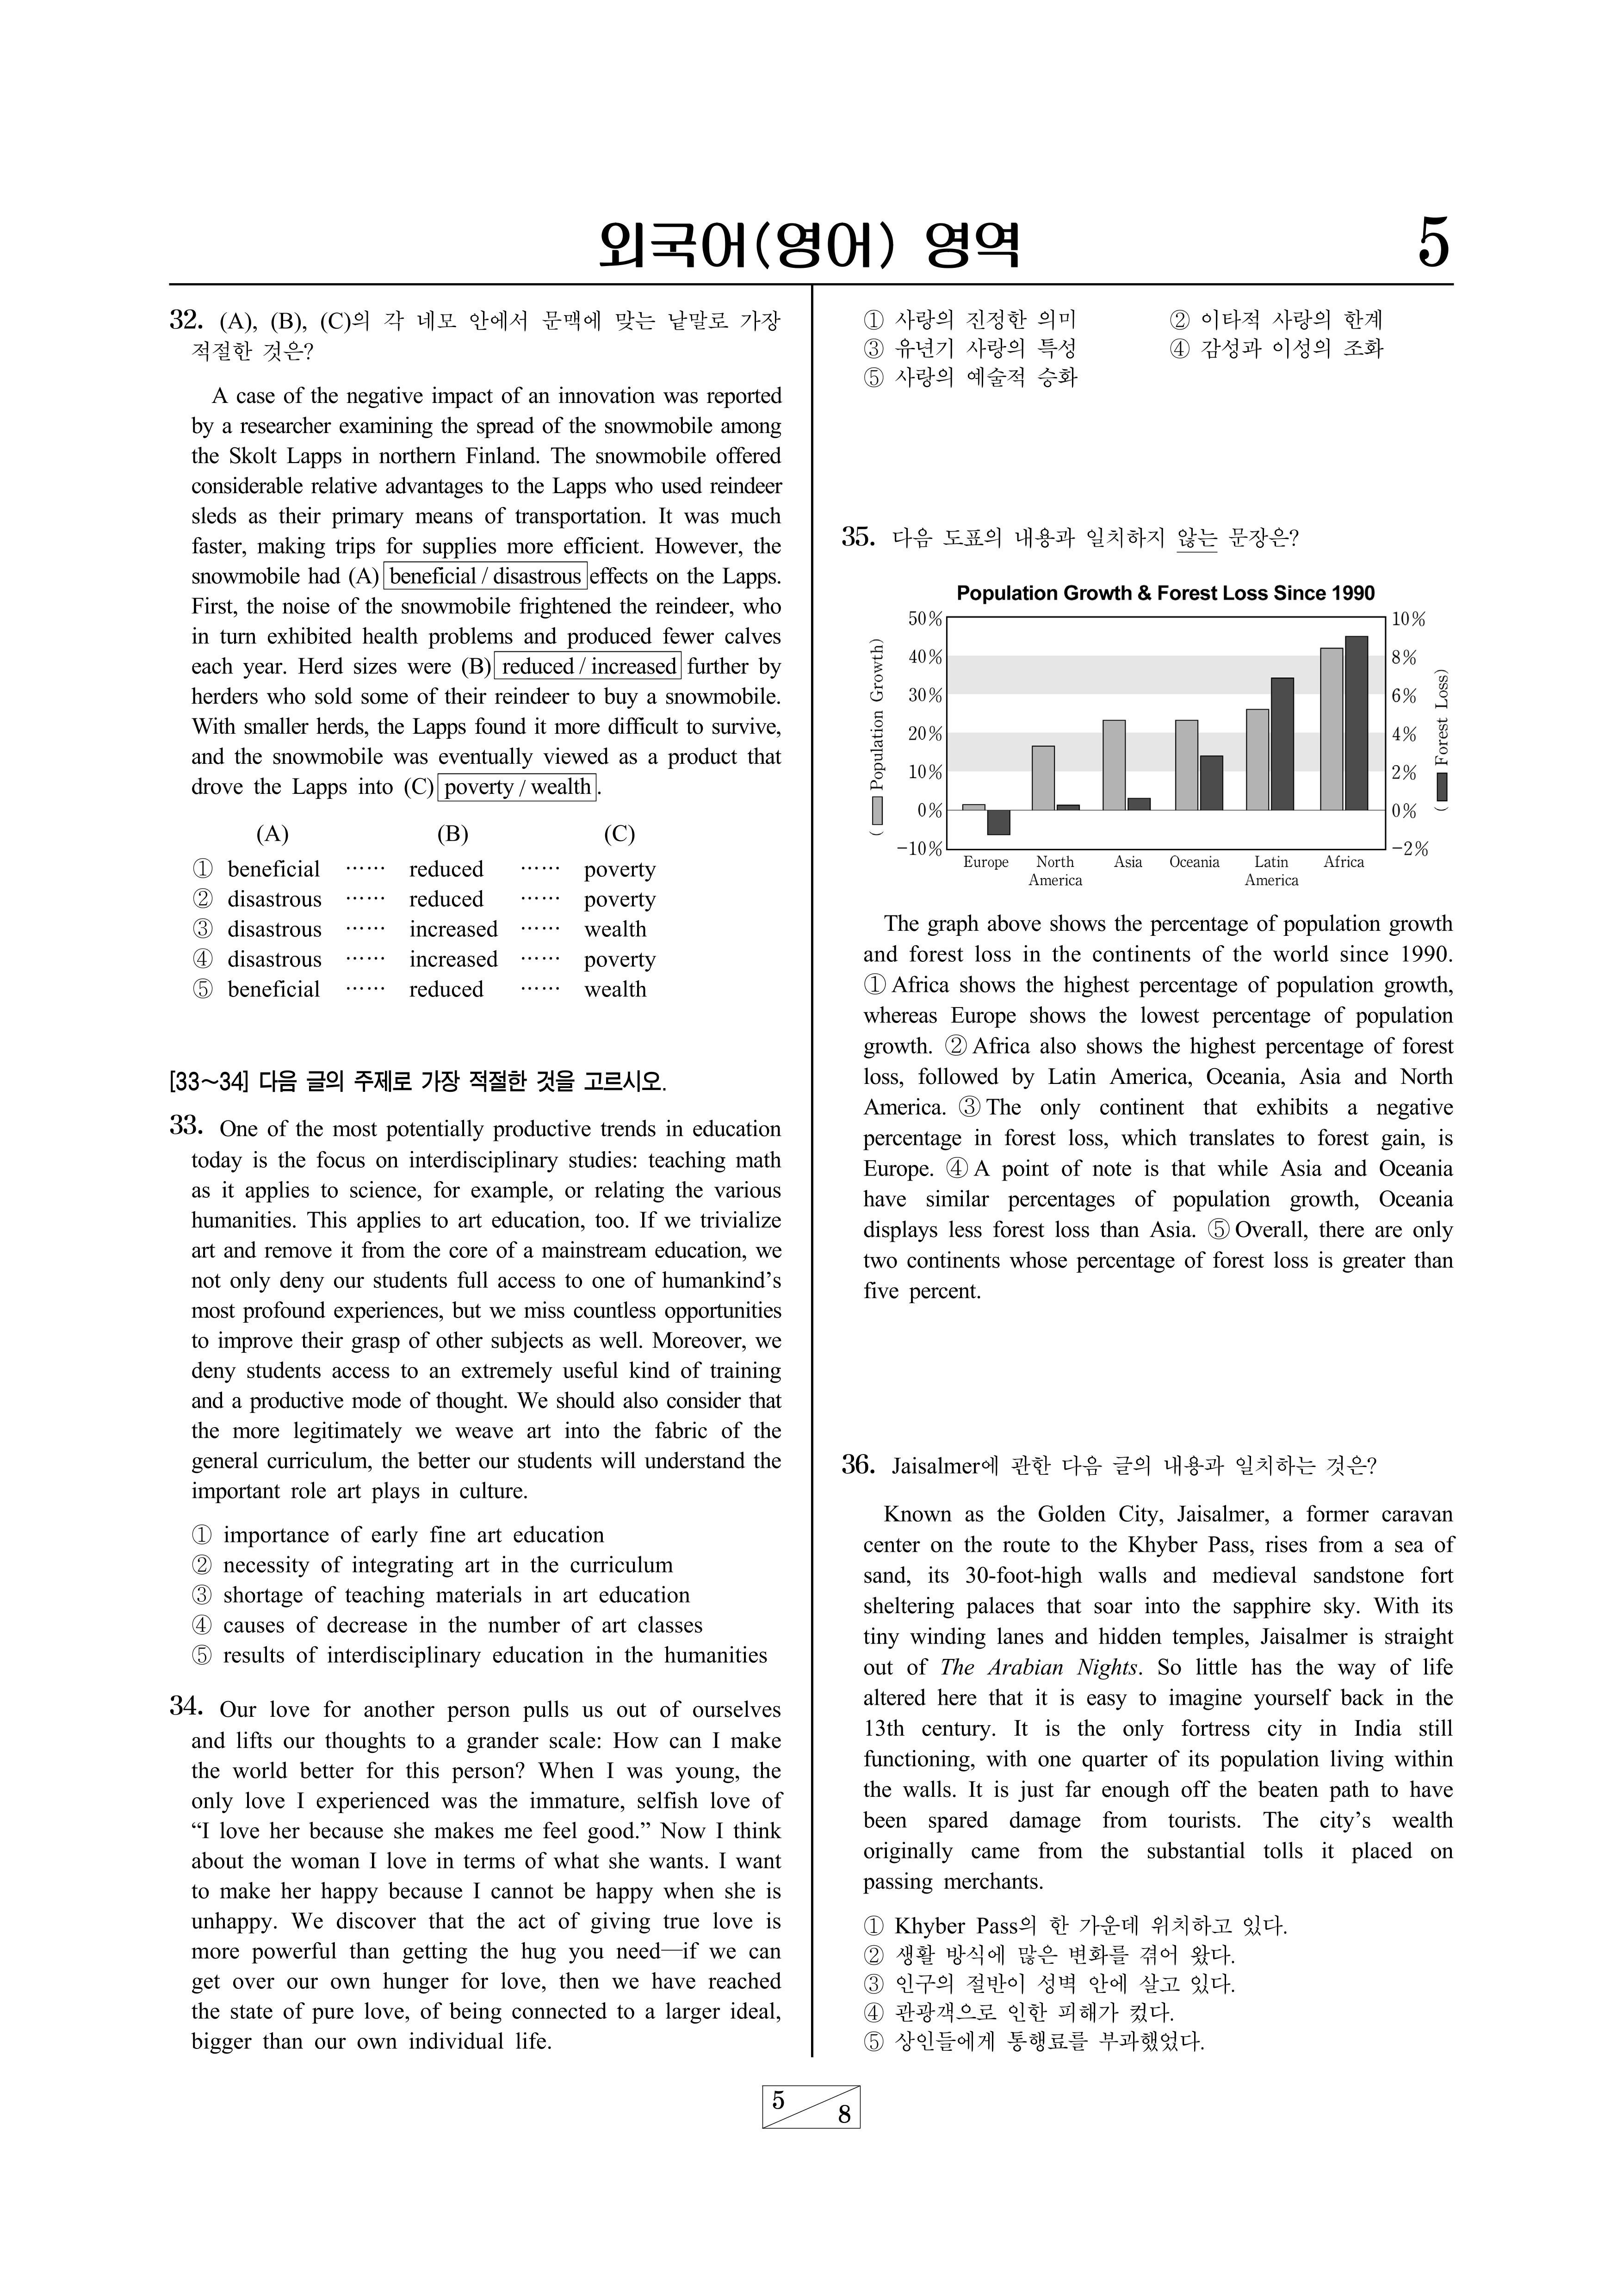 외국어(영어) 영역
5
32. (A), (B), (C)의 각 네모 안에서 문맥에 맞는 낱말로 가장
적절한 것은?
A case of the negative impact of an innovation was reported
by a researcher examining the spread of the snowmobile among
the Skolt Lapps in northern Finland. The snowmobile offered
considerable relative advantages to the Lapps who used reindeer
sleds as their primary means of transportation. It was much
faster, making trips for supplies more efficient. However, the
snowmobile had (A) beneficial / disastrous effects on the Lapps.
First, the noise of the snowmobile frightened the reindeer, who
in turn exhibited health problems and produced fewer calves
each year. Herd sizes were (B) reduced / increased further by
herders who sold some of their reindeer to buy a snowmobile.
With smaller herds, the Lapps found it more difficult to survive,
and the snowmobile was eventually viewed as a product that
drove the Lapps into (C) poverty / wealth .
(A) (B) (C)
① beneficial …… reduced …… poverty
② disastrous …… reduced …… poverty
③ disastrous …… increased …… wealth
④ disastrous …… increased …… poverty
⑤ beneficial …… reduced …… wealth
[33～34] 다음 글의 주제로 가장 적절한 것을 고르시오.
33. One of the most potentially productive trends in education
today is the focus on interdisciplinary studies: teaching math
as it applies to science, for example, or relating the various
humanities. This applies to art education, too. If we trivialize
art and remove it from the core of a mainstream education, we
not only deny our students full access to one of humankind's
most profound experiences, but we miss countless opportunities
to improve their grasp of other subjects as well. Moreover, we
deny students access to an extremely useful kind of training
and a productive mode of thought. We should also consider that
the more legitimately we weave art into the fabric of the
general curriculum, the better our students will understand the
important role art plays in culture.
① importance of early fine art education
② necessity of integrating art in the curriculum
③ shortage of teaching materials in art education
④ causes of decrease in the number of art classes
⑤ results of interdisciplinary education in the humanities
34. Our love for another person pulls us out of ourselves
and lifts our thoughts to a grander scale: How can I make
the world better for this person? When I was young, the
only love I experienced was the immature, selfish love of
“I love her because she makes me feel good.” Now I think
about the woman I love in terms of what she wants. I want
to make her happy because I cannot be happy when she is
unhappy. We discover that the act of giving true love is
more powerful than getting the hug you need—if we can
get over our own hunger for love, then we have reached
the state of pure love, of being connected to a larger ideal,
bigger than our own individual life.
① 사랑의 진정한 의미 ② 이타적 사랑의 한계
③ 유년기 사랑의 특성 ④ 감성과 이성의 조화
⑤ 사랑의 예술적 승화
35. 다음 도표의 내용과 일치하지 않는 문장은?
Population Growth & Forest Loss Since 1990
( Population Growth)
50%
40%
30%
20%
10%
0%
−10%
10%
8%
6%
4%
2%
0%
−2%
( Forest Loss)
Europe North Asia Oceania Latin Africa
America America
The graph above shows the percentage of population growth
and forest loss in the continents of the world since 1990.
① Africa shows the highest percentage of population growth,
whereas Europe shows the lowest percentage of population
growth. ② Africa also shows the highest percentage of forest
loss, followed by Latin America, Oceania, Asia and North
America. ③ The only continent that exhibits a negative
percentage in forest loss, which translates to forest gain, is
Europe. ④ A point of note is that while Asia and Oceania
have similar percentages of population growth, Oceania
displays less forest loss than Asia. ⑤ Overall, there are only
two continents whose percentage of forest loss is greater than
five percent.
36. Jaisalmer에 관한 다음 글의 내용과 일치하는 것은?
Known as the Golden City, Jaisalmer, a former caravan
center on the route to the Khyber Pass, rises from a sea of
sand, its 30-foot-high walls and medieval sandstone fort
sheltering palaces that soar into the sapphire sky. With its
tiny winding lanes and hidden temples, Jaisalmer is straight
out of The Arabian Nights. So little has the way of life
altered here that it is easy to imagine yourself back in the
13th century. It is the only fortress city in India still
functioning, with one quarter of its population living within
the walls. It is just far enough off the beaten path to have
been spared damage from tourists. The city's wealth
originally came from the substantial tolls it placed on
passing merchants.
① Khyber Pass의 한 가운데 위치하고 있다.
② 생활 방식에 많은 변화를 겪어 왔다.
③ 인구의 절반이 성벽 안에 살고 있다.
④ 관광객으로 인한 피해가 컸다.
⑤ 상인들에게 통행료를 부과했었다.
5
8